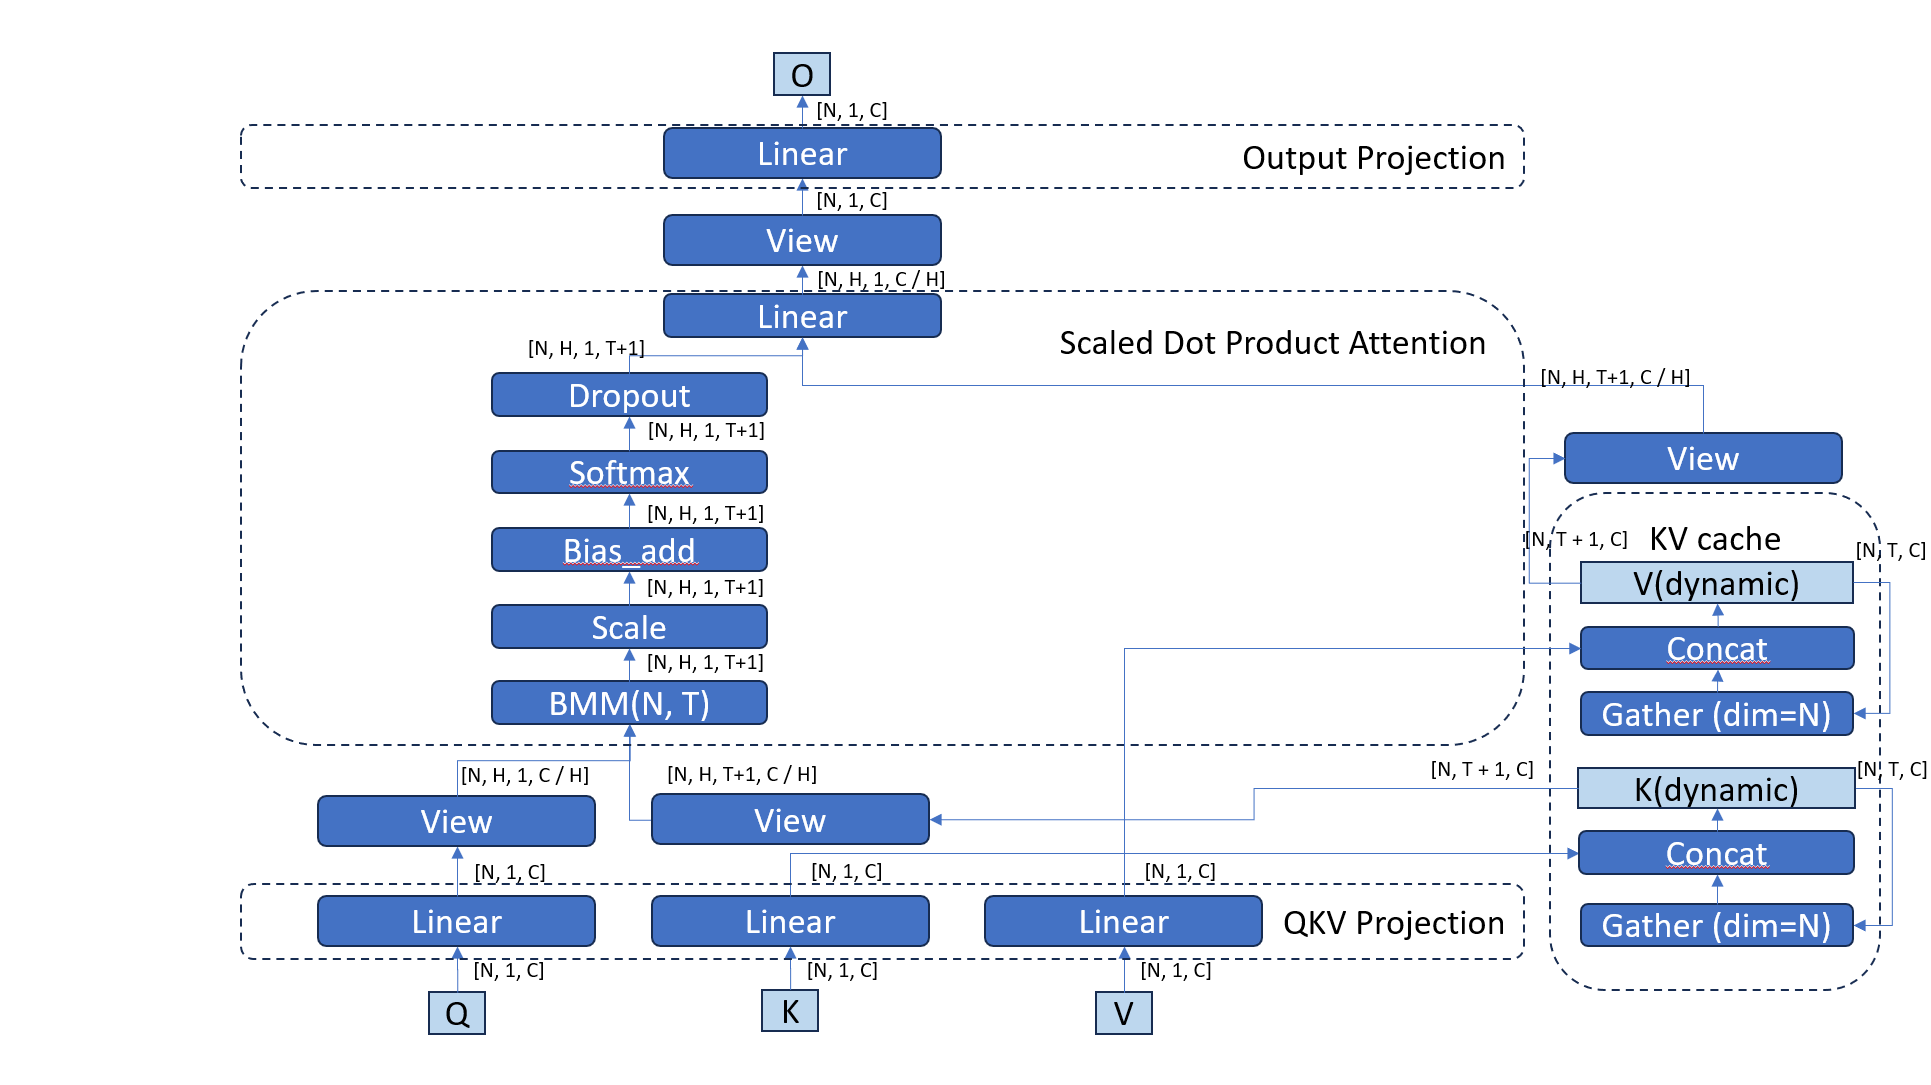 O
[N, 1, C]
Linear
Output Projection
[N, 1, C]
View
[N, H, 1, C / H]
Linear
Scaled Dot Product Attention
[N, H, 1, T+1]
[N, H, T+1, C / H]
Dropout
[N, H, 1, T+1]
View
Softmax
[N, H, 1, T+1]
[N, T + 1, C]
KV cache
[N, T, C]
Bias_add
V(dynamic)
[N, H, 1, T+1]
Scale
Concat
[N, H, 1, T+1]
BMM(N, T)
Gather (dim=N)
[N, H, 1, C / H]
[N, H, T+1, C / H]
[N, T + 1, C]
[N, T, C]
K(dynamic)
View
View
Concat
[N, 1, C]
[N, 1, C]
[N, 1, C]
Linear
Linear
Linear
QKV Projection
Gather (dim=N)
[N, 1, C]
[N, 1, C]
[N, 1, C]
Q
K
V